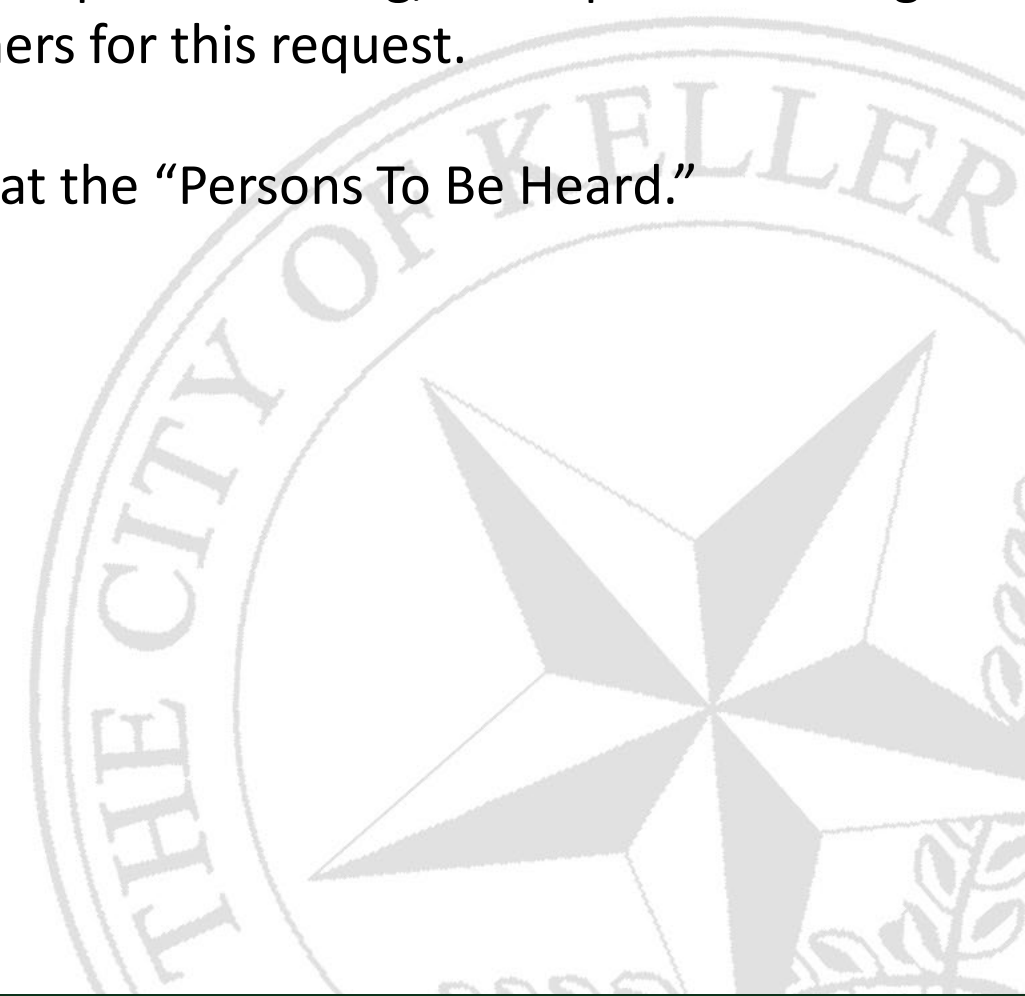 ers for this request.
at the “Persons To Be Heard.”
THE CITY OF KELLER